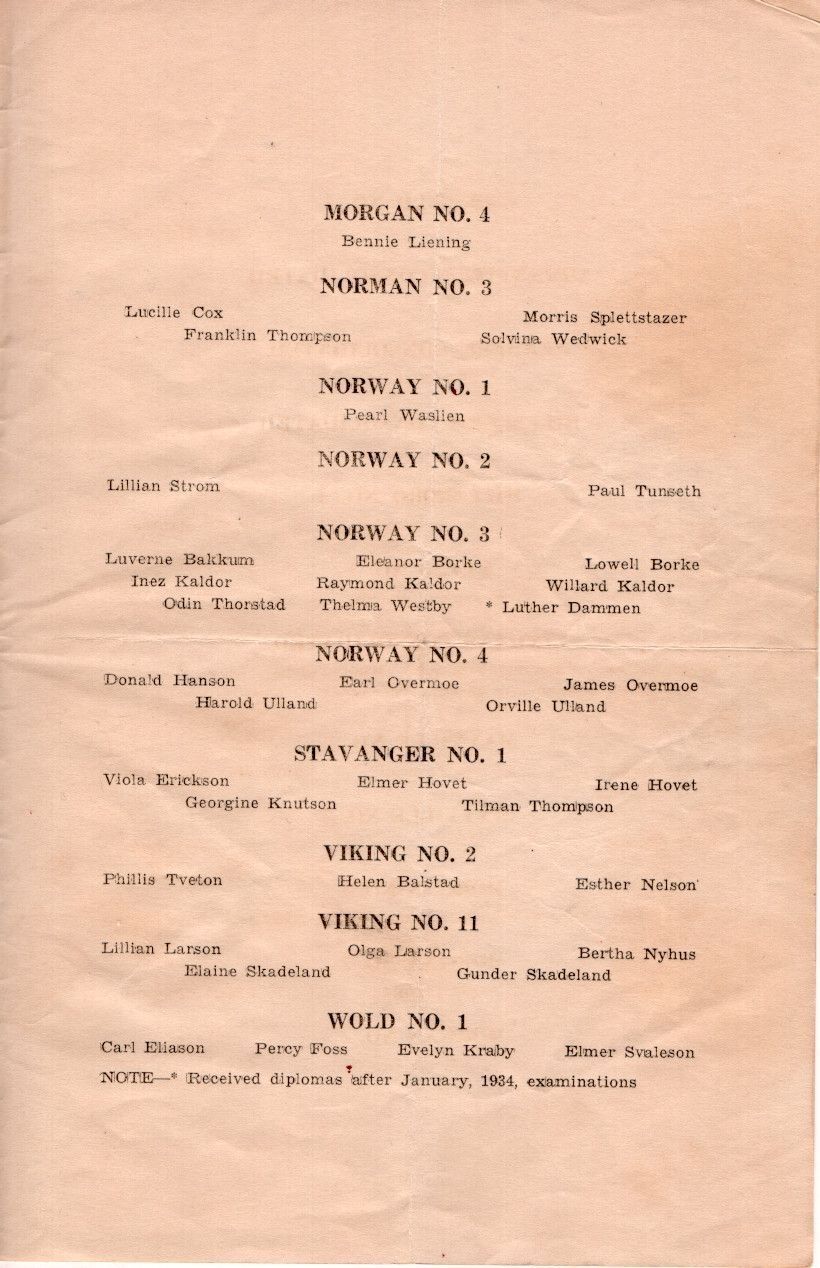 MORGAN NO. 4
Bennie Liening
NORMAN NO. 3
Lucille Cox Morris Splettstazer
Franklin Thompson Solvina Wedwick
NORWAY NO. 1
Pearl Waslien
NORWAY NO. 2
Lillian Strom Paul Tunseth
NORWAY NO. 3
Luverne Bakkum Eleanor Borke Lowell Borke
Inez Kaldor Raymond Kaldor Willard Kaldor
Odin Thorstad Thelma Westby * Luther Dammen
NORWAY NO. 4
Donald Hanson Earl Overmoe James Overmoe
Harold Ulland Orville Ulland
STAVANGER NO. 1
Viola Erickson Elmer Hovet Irene Hovet
Georgine Knutson Tilman Thompson
VIKING NO. 2
Phillis Tveton Helen Balstad Esther Nelson
VIKING NO. 11
Lillian Larson Olga Larson Bertha Nyhus
Elaine Skadeland Gunder Skadeland
WOLD NO. 1
Carl Eliason Percy Foss Evelyn Kraby Elmer Svaleson
NOTE—* Received diplomas after January, 1934, examinations